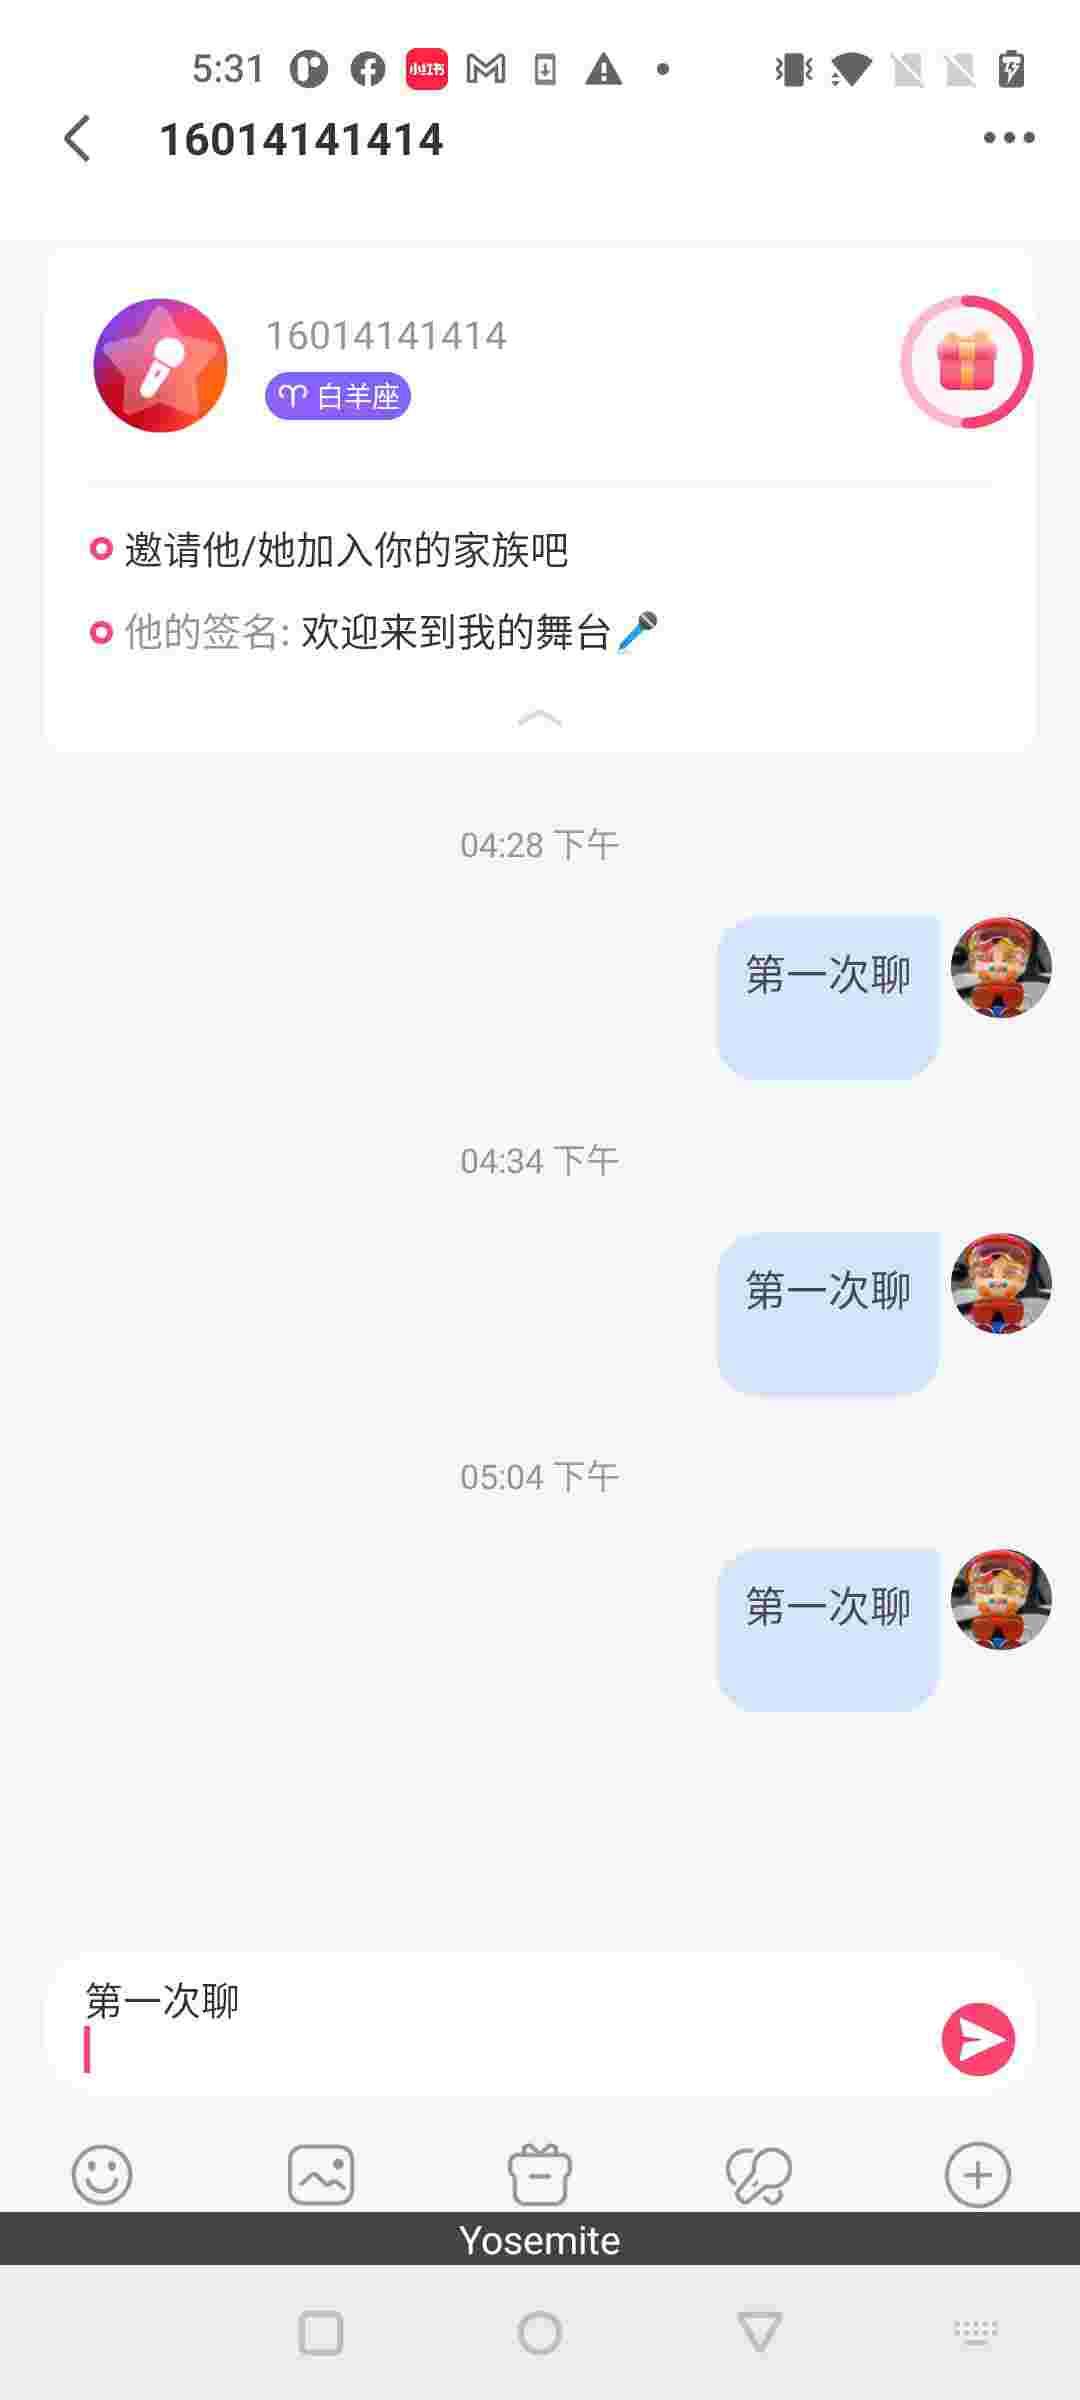 5:31
小红书
16014141414
16014141414
白羊座
邀请他/她加入你的家族吧
他的签名: 欢迎来到我的舞台🎤
04:28 下午
第一次聊
04:34 下午
第一次聊
05:04 下午
第一次聊
第一次聊
Yosemite